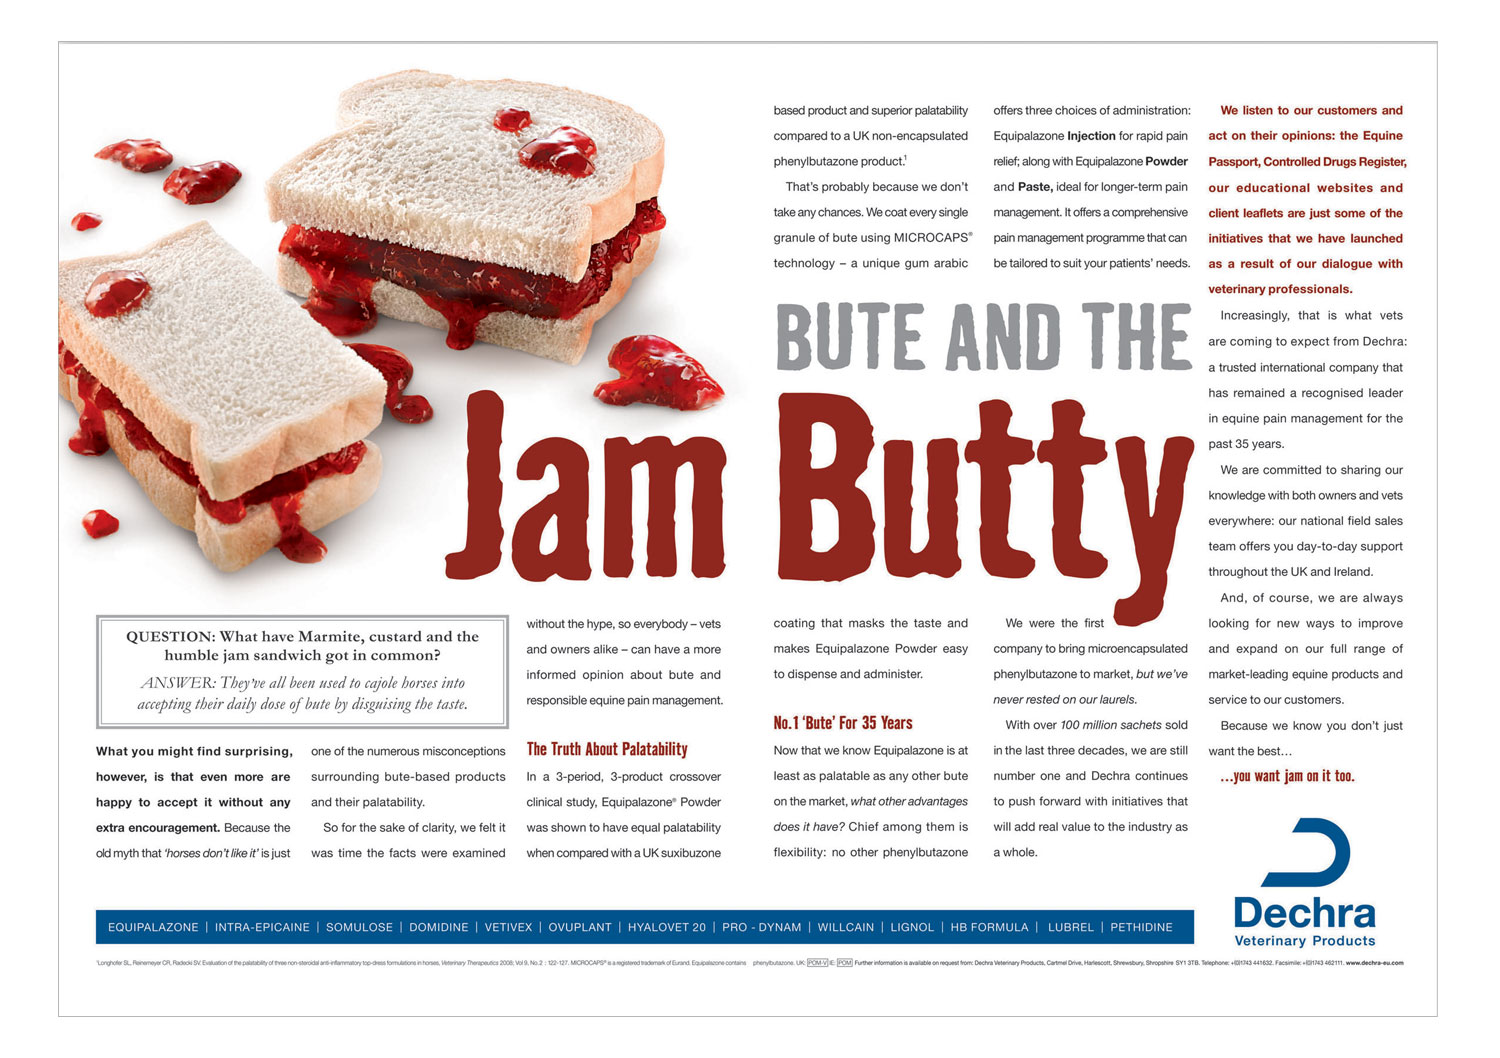 BUTE AND THE
Jam Butty
QUESTION: What have Marmite, custard and the
humble jam sandwich got in common?
ANSWER: They've all been used to cajole horses into
accepting their daily dose of bute by disguising the taste.
What you might find surprising,
however, is that even more are
happy to accept it without any
extra encouragement. Because the
old myth that 'horses don't like it' is just
one of the numerous misconceptions
surrounding bute-based products
and their palatability.
So for the sake of clarity, we felt it
was time the facts were examined
without the hype, so everybody – vets
and owners alike – can have a more
informed opinion about bute and
responsible equine pain management.
The Truth About Palatability
In a 3-period, 3-product crossover
clinical study, Equipalazone® Powder
was shown to have equal palatability
when compared with a UK suxibuzone
based product and superior palatability
compared to a UK non-encapsulated
phenylbutazone product.¹
That's probably because we don't
take any chances. We coat every single
granule of bute using MICROCAPS®
technology – a unique gum arabic
coating that masks the taste and
makes Equipalazone Powder easy
to dispense and administer.
No.1 'Bute' For 35 Years
Now that we know Equipalazone is at
least as palatable as any other bute
on the market, what other advantages
does it have? Chief among them is
flexibility: no other phenylbutazone
offers three choices of administration:
Equipalazone Injection for rapid pain
relief; along with Equipalazone Powder
and Paste, ideal for longer-term pain
management. It offers a comprehensive
pain management programme that can
be tailored to suit your patients' needs.
We were the first
company to bring microencapsulated
phenylbutazone to market, but we've
never rested on our laurels.
With over 100 million sachets sold
in the last three decades, we are still
number one and Dechra continues
to push forward with initiatives that
will add real value to the industry as
a whole.
We listen to our customers and
act on their opinions: the Equine
Passport, Controlled Drugs Register,
our educational websites and
client leaflets are just some of the
initiatives that we have launched
as a result of our dialogue with
veterinary professionals.
Increasingly, that is what vets
are coming to expect from Dechra:
a trusted international company that
has remained a recognised leader
in equine pain management for the
past 35 years.
We are committed to sharing our
knowledge with both owners and vets
everywhere: our national field sales
team offers you day-to-day support
throughout the UK and Ireland.
And, of course, we are always
looking for new ways to improve
and expand on our full range of
market-leading equine products and
service to our customers.
Because we know you don't just
want the best…
…you want jam on it too.
Dechra
Veterinary Products
EQUIPALAZONE | INTRA-EPICAINE | SOMULOSE | DOMIDINE | VETIVEX | OVUPLANT | HYALOVET 20 | PRO - DYNAM | WILLCAIN | LIGNOL | HB FORMULA | LUBREL | PETHIDINE
¹Longhofer SL, Reinemeyer CR, Radecki SV. Evaluation of the palatability of three non-steroidal anti-inflammatory top-dress formulations in horses, Veterinary Therapeutics 2008; Vol 9, No.2 : 122-127. MICROCAPS® is a registered trademark of Eurand. Equipalazone contains phenylbutazone. UK: POM-V IE: POM Further information is available on request from: Dechra Veterinary Products, Cartmel Drive, Harlescott, Shrewsbury, Shropshire SY1 3TB. Telephone: +(0)1743 441632. Facsimile: +(0)1743 462111. www.dechra-eu.com